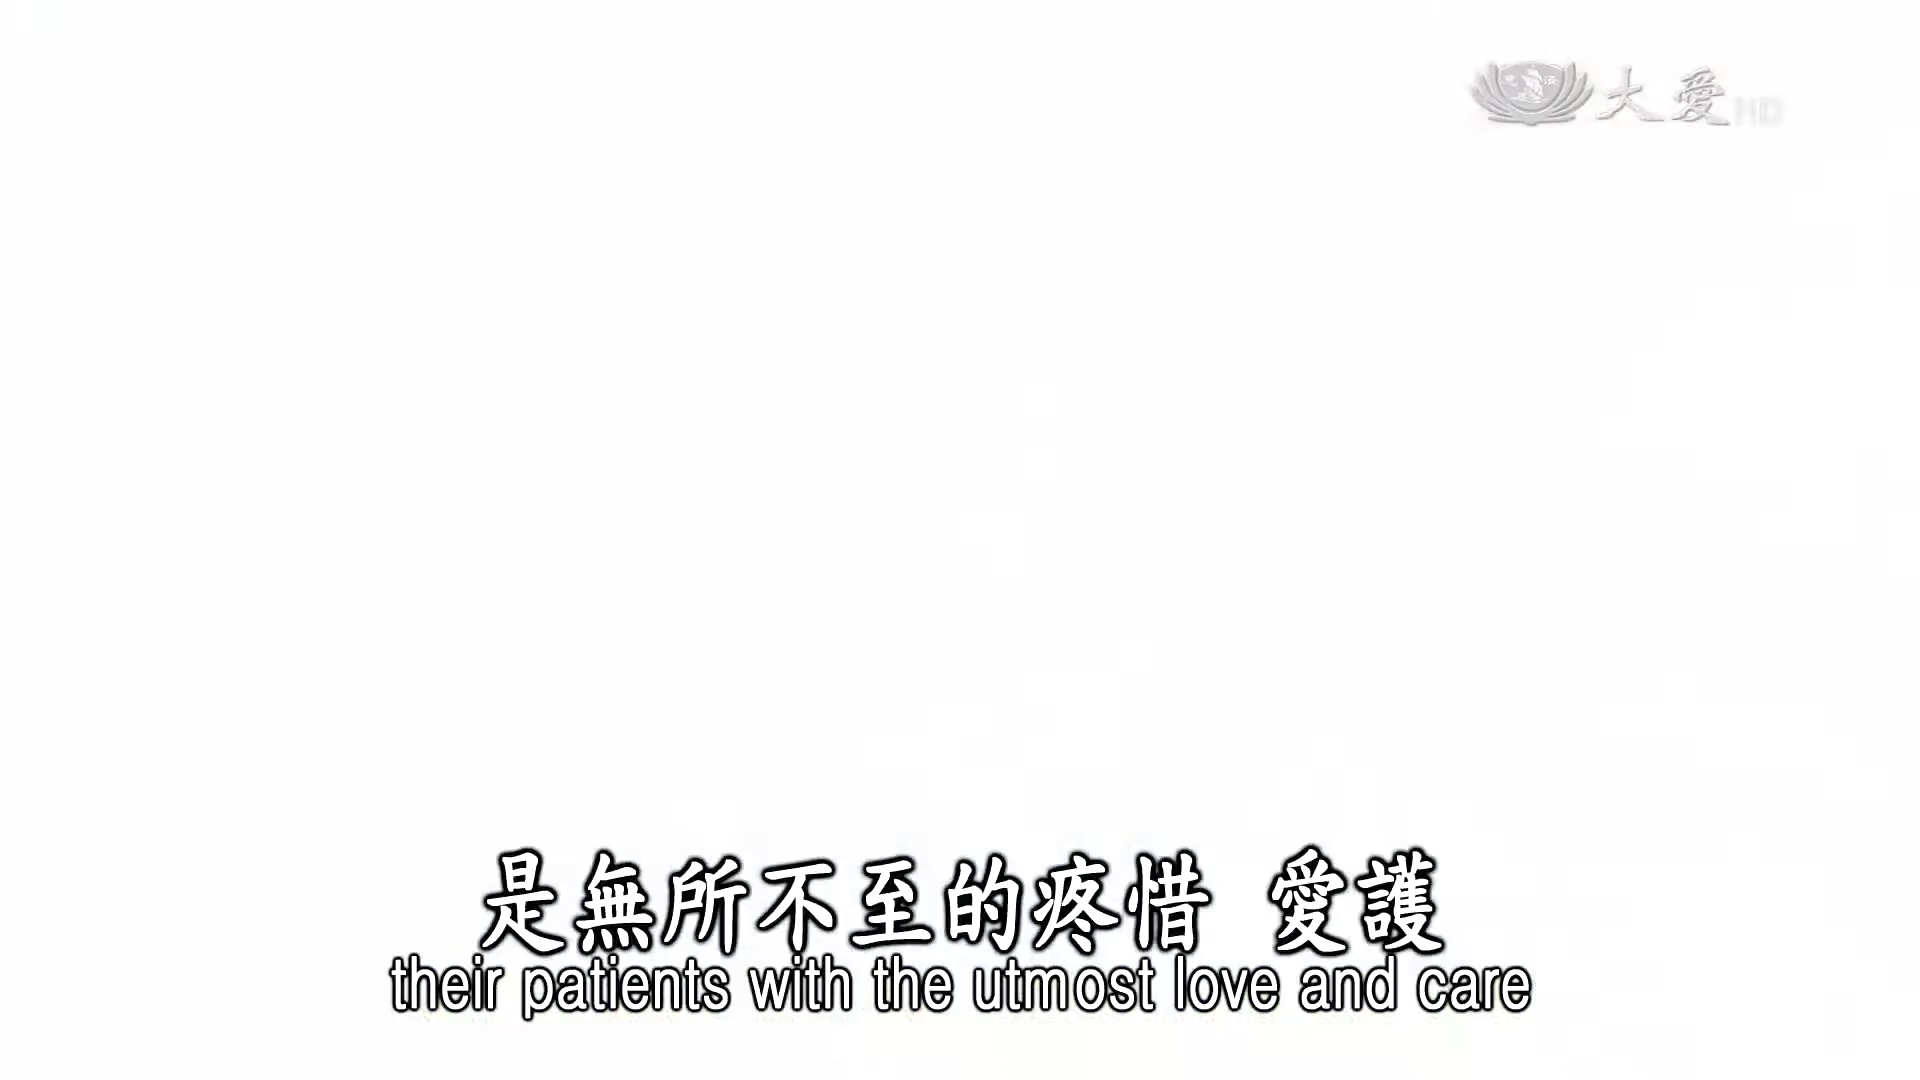 大愛HD
是無所不至的疼惜 愛護
their patients with the utmost love and care